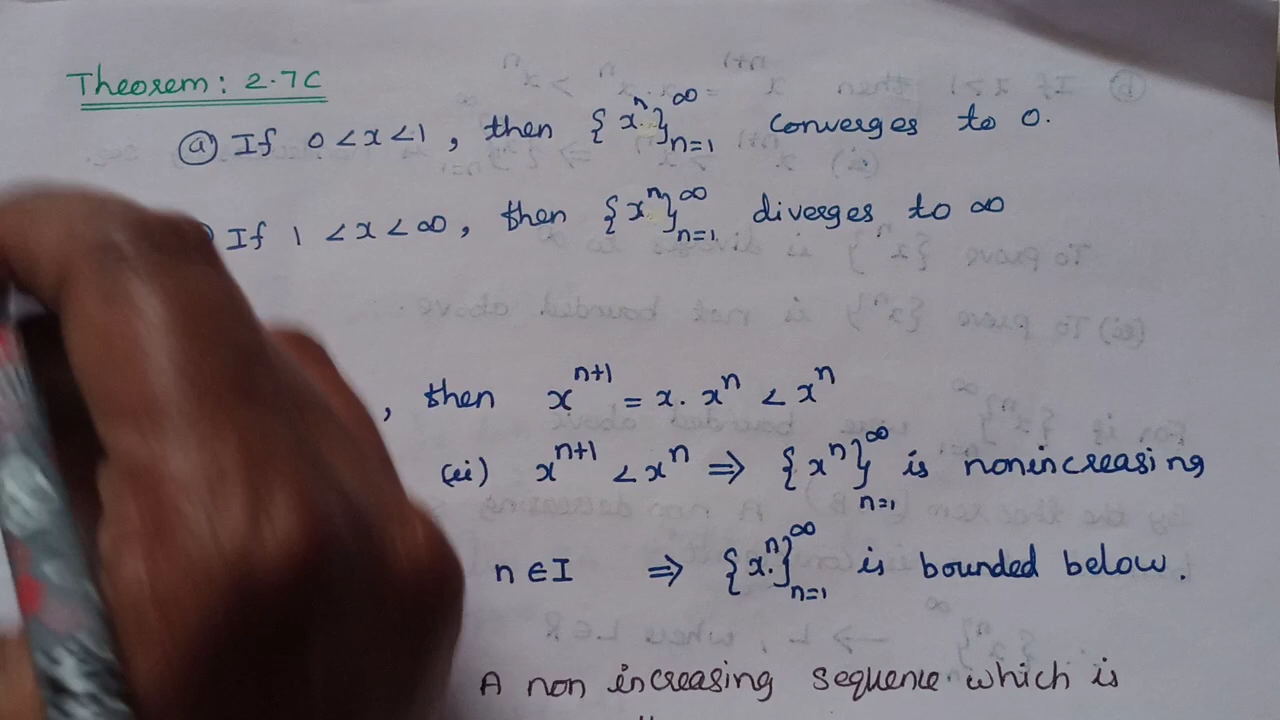 Theorem: 2.7C
ⓐ If 0 < x < 1, then {xⁿ}∞ₙ₌₁ converges to 0.
If 1 < x < ∞, then {xⁿ}∞ₙ₌₁ diverges to ∞
, then xⁿ⁺¹ = x. xⁿ < xⁿ
(ii) xⁿ⁺¹ < xⁿ ⇒ {xⁿ}∞ₙ₌₁ is nonincreasing
n ∈ I ⇒ {xⁿ}∞ₙ₌₁ is bounded below.
A non increasing sequence which is